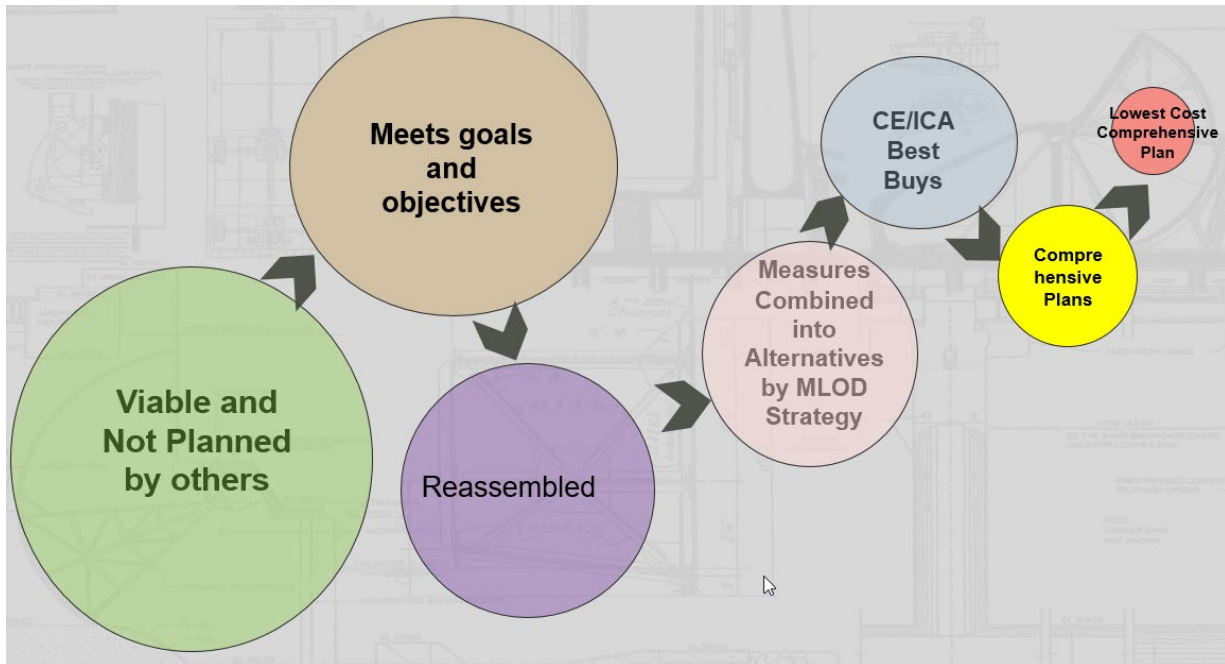 Viable and
Not Planned
by others
Meets goals
and
objectives
Reassembled
Measures
Combined
into
Alternatives
by MLOD
Strategy
CE/ICA
Best
Buys
Compre
hensive
Plans
Lowest Cost
Comprehensive
Plan